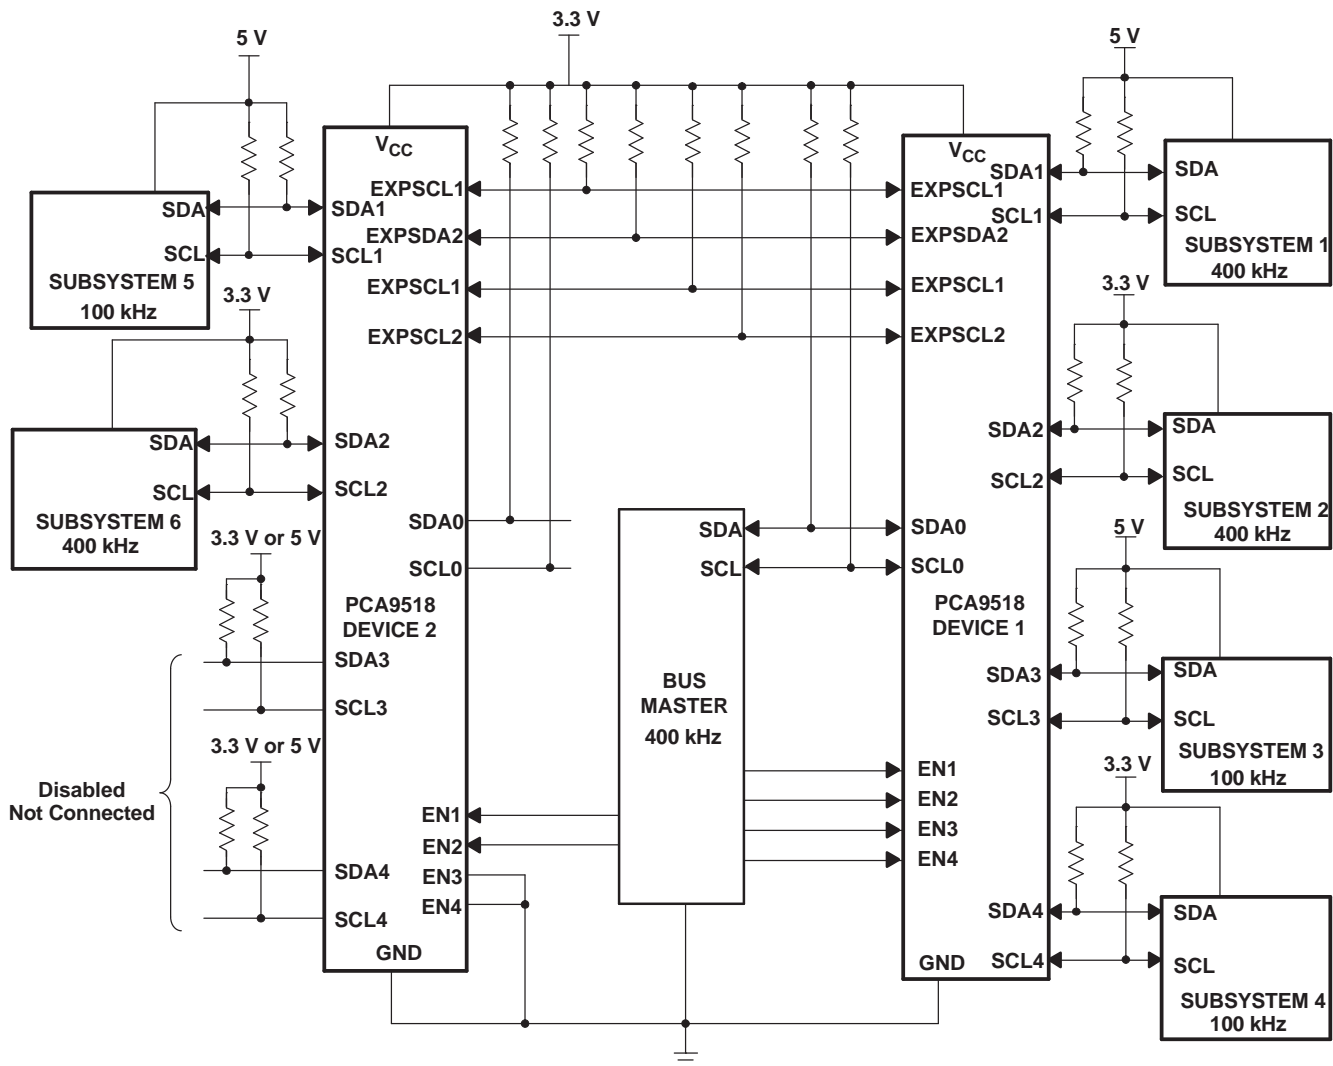 3.3 V
5 V
5 V
V_CC
V_CC
EXPSCL1
EXPSDA2
EXPSCL1
EXPSCL2
EXPSCL1
EXPSDA2
EXPSCL1
EXPSCL2
SDA
SCL
SUBSYSTEM 5
100 kHz
SDA1
SCL1
3.3 V
SDA
SCL
SUBSYSTEM 6
400 kHz
SDA2
SCL2
3.3 V or 5 V
SDA0
SCL0
PCA9518
DEVICE 2
SDA3
SCL3
3.3 V or 5 V
Disabled
Not Connected
SDA4
SCL4
EN1
EN2
EN3
EN4
GND
SDA
SCL
BUS
MASTER
400 kHz
SDA1
SCL1
SDA
SCL
SUBSYSTEM 1
400 kHz
3.3 V
SDA2
SCL2
SDA
SCL
SUBSYSTEM 2
400 kHz
SDA0
SCL0
PCA9518
DEVICE 1
5 V
SDA3
SCL3
SDA
SCL
SUBSYSTEM 3
100 kHz
EN1
EN2
EN3
EN4
3.3 V
SDA4
SCL4
GND
SDA
SCL
SUBSYSTEM 4
100 kHz